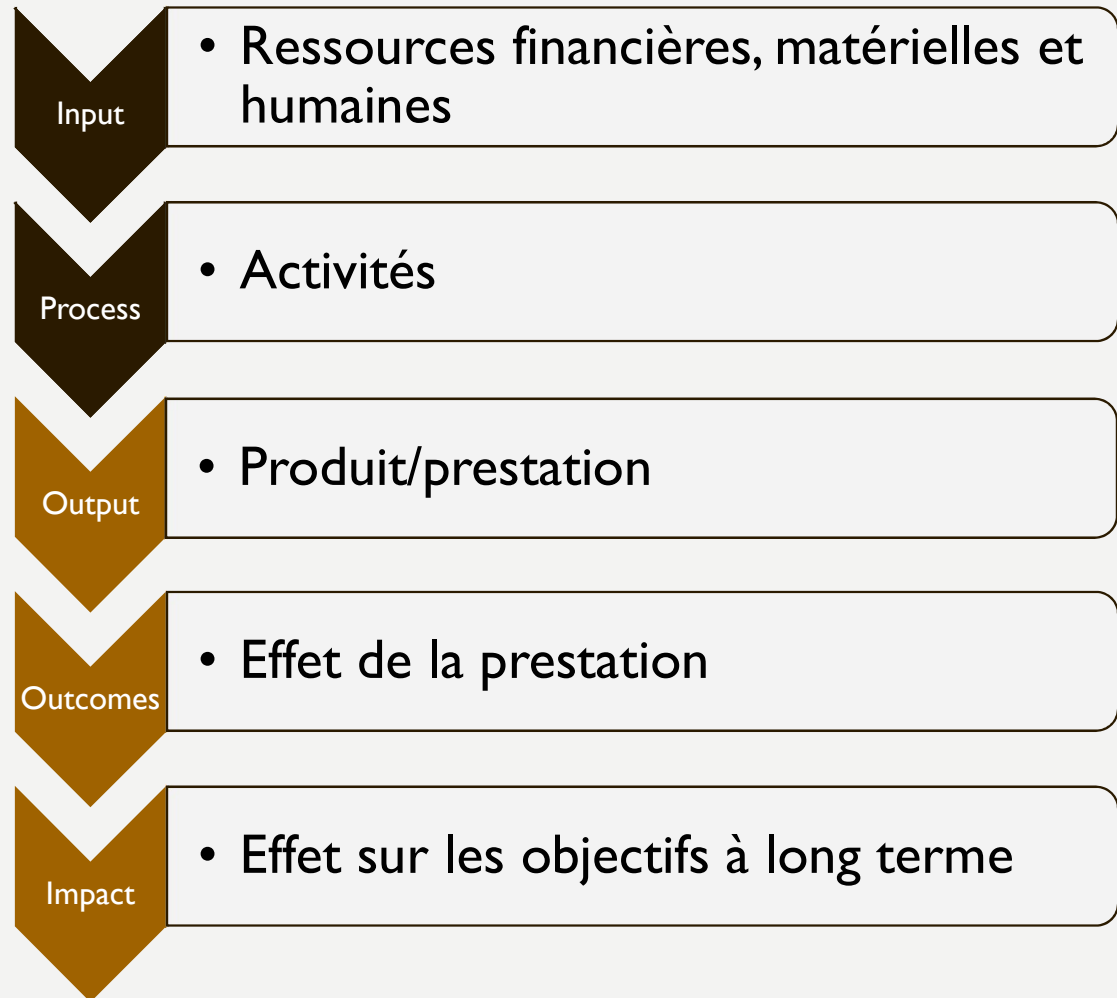 Input
• Ressources financières, matérielles et
humaines
Process
• Activités
Output
• Produit/prestation
Outcomes
• Effet de la prestation
Impact
• Effet sur les objectifs à long terme